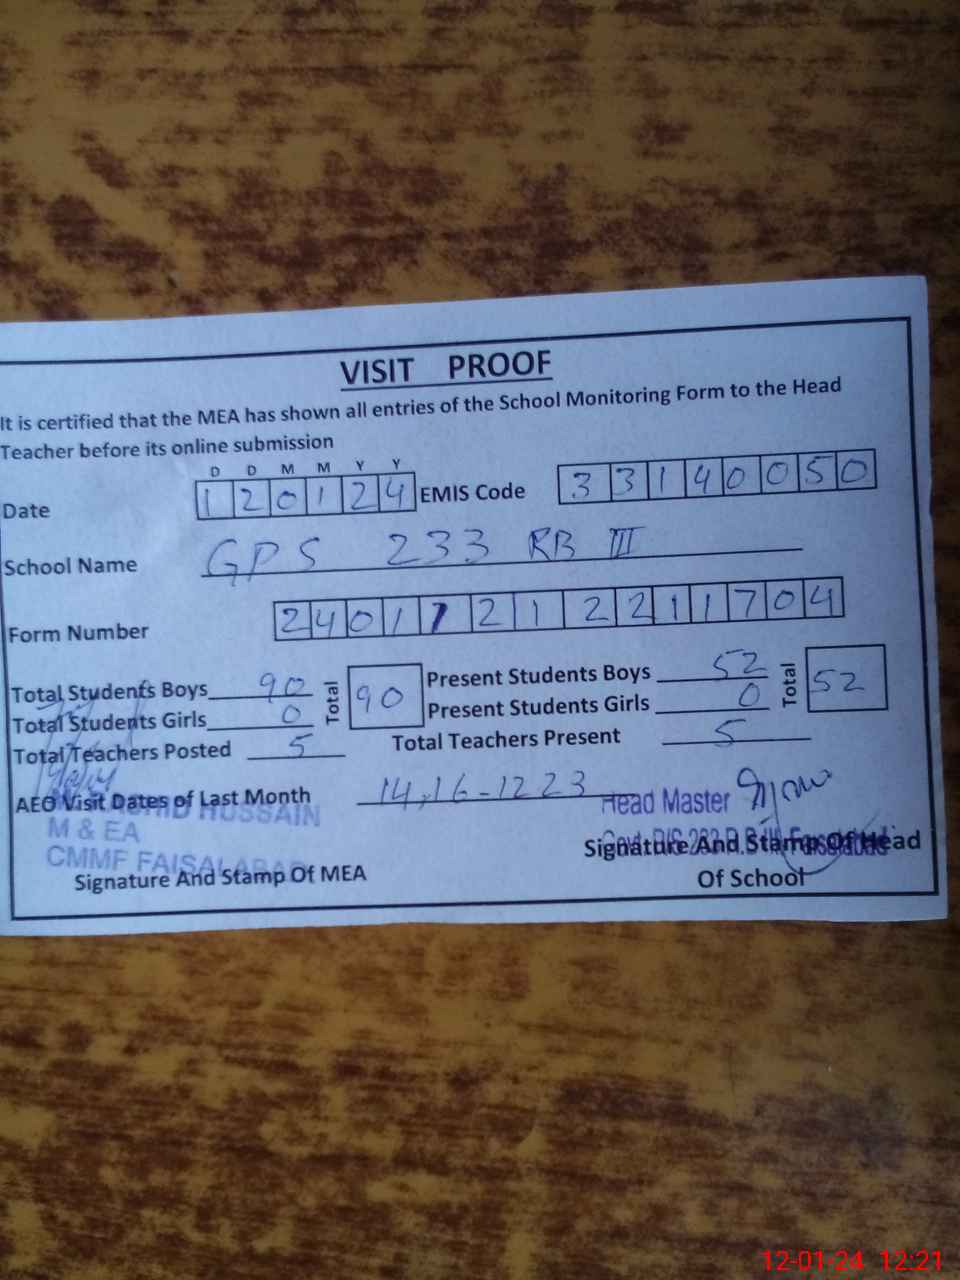 VISIT PROOF
It is certified that the MEA has shown all entries of the School Monitoring Form to the Head
Teacher before its online submission
D D M M Y Y
Date 1 2 0 1 2 4 EMIS Code 3 3 1 4 0 0 5 0
School Name GPS 233 RB III
Form Number 2 4 0 1 1 2 1 2 2 1 1 7 0 4
Total Students Boys 90 Total 90 Present Students Boys 52 Total 52
Total Students Girls 0 Present Students Girls 0
Total Teachers Posted 5 Total Teachers Present 5
AEO Visit Dates of Last Month 14,16-1223
HUSSAIN Head Master
M & EA
CMMF FAISALABAD Signature And Stamp Of Head
Signature And Stamp Of MEA Of School
12-01-24 12:21